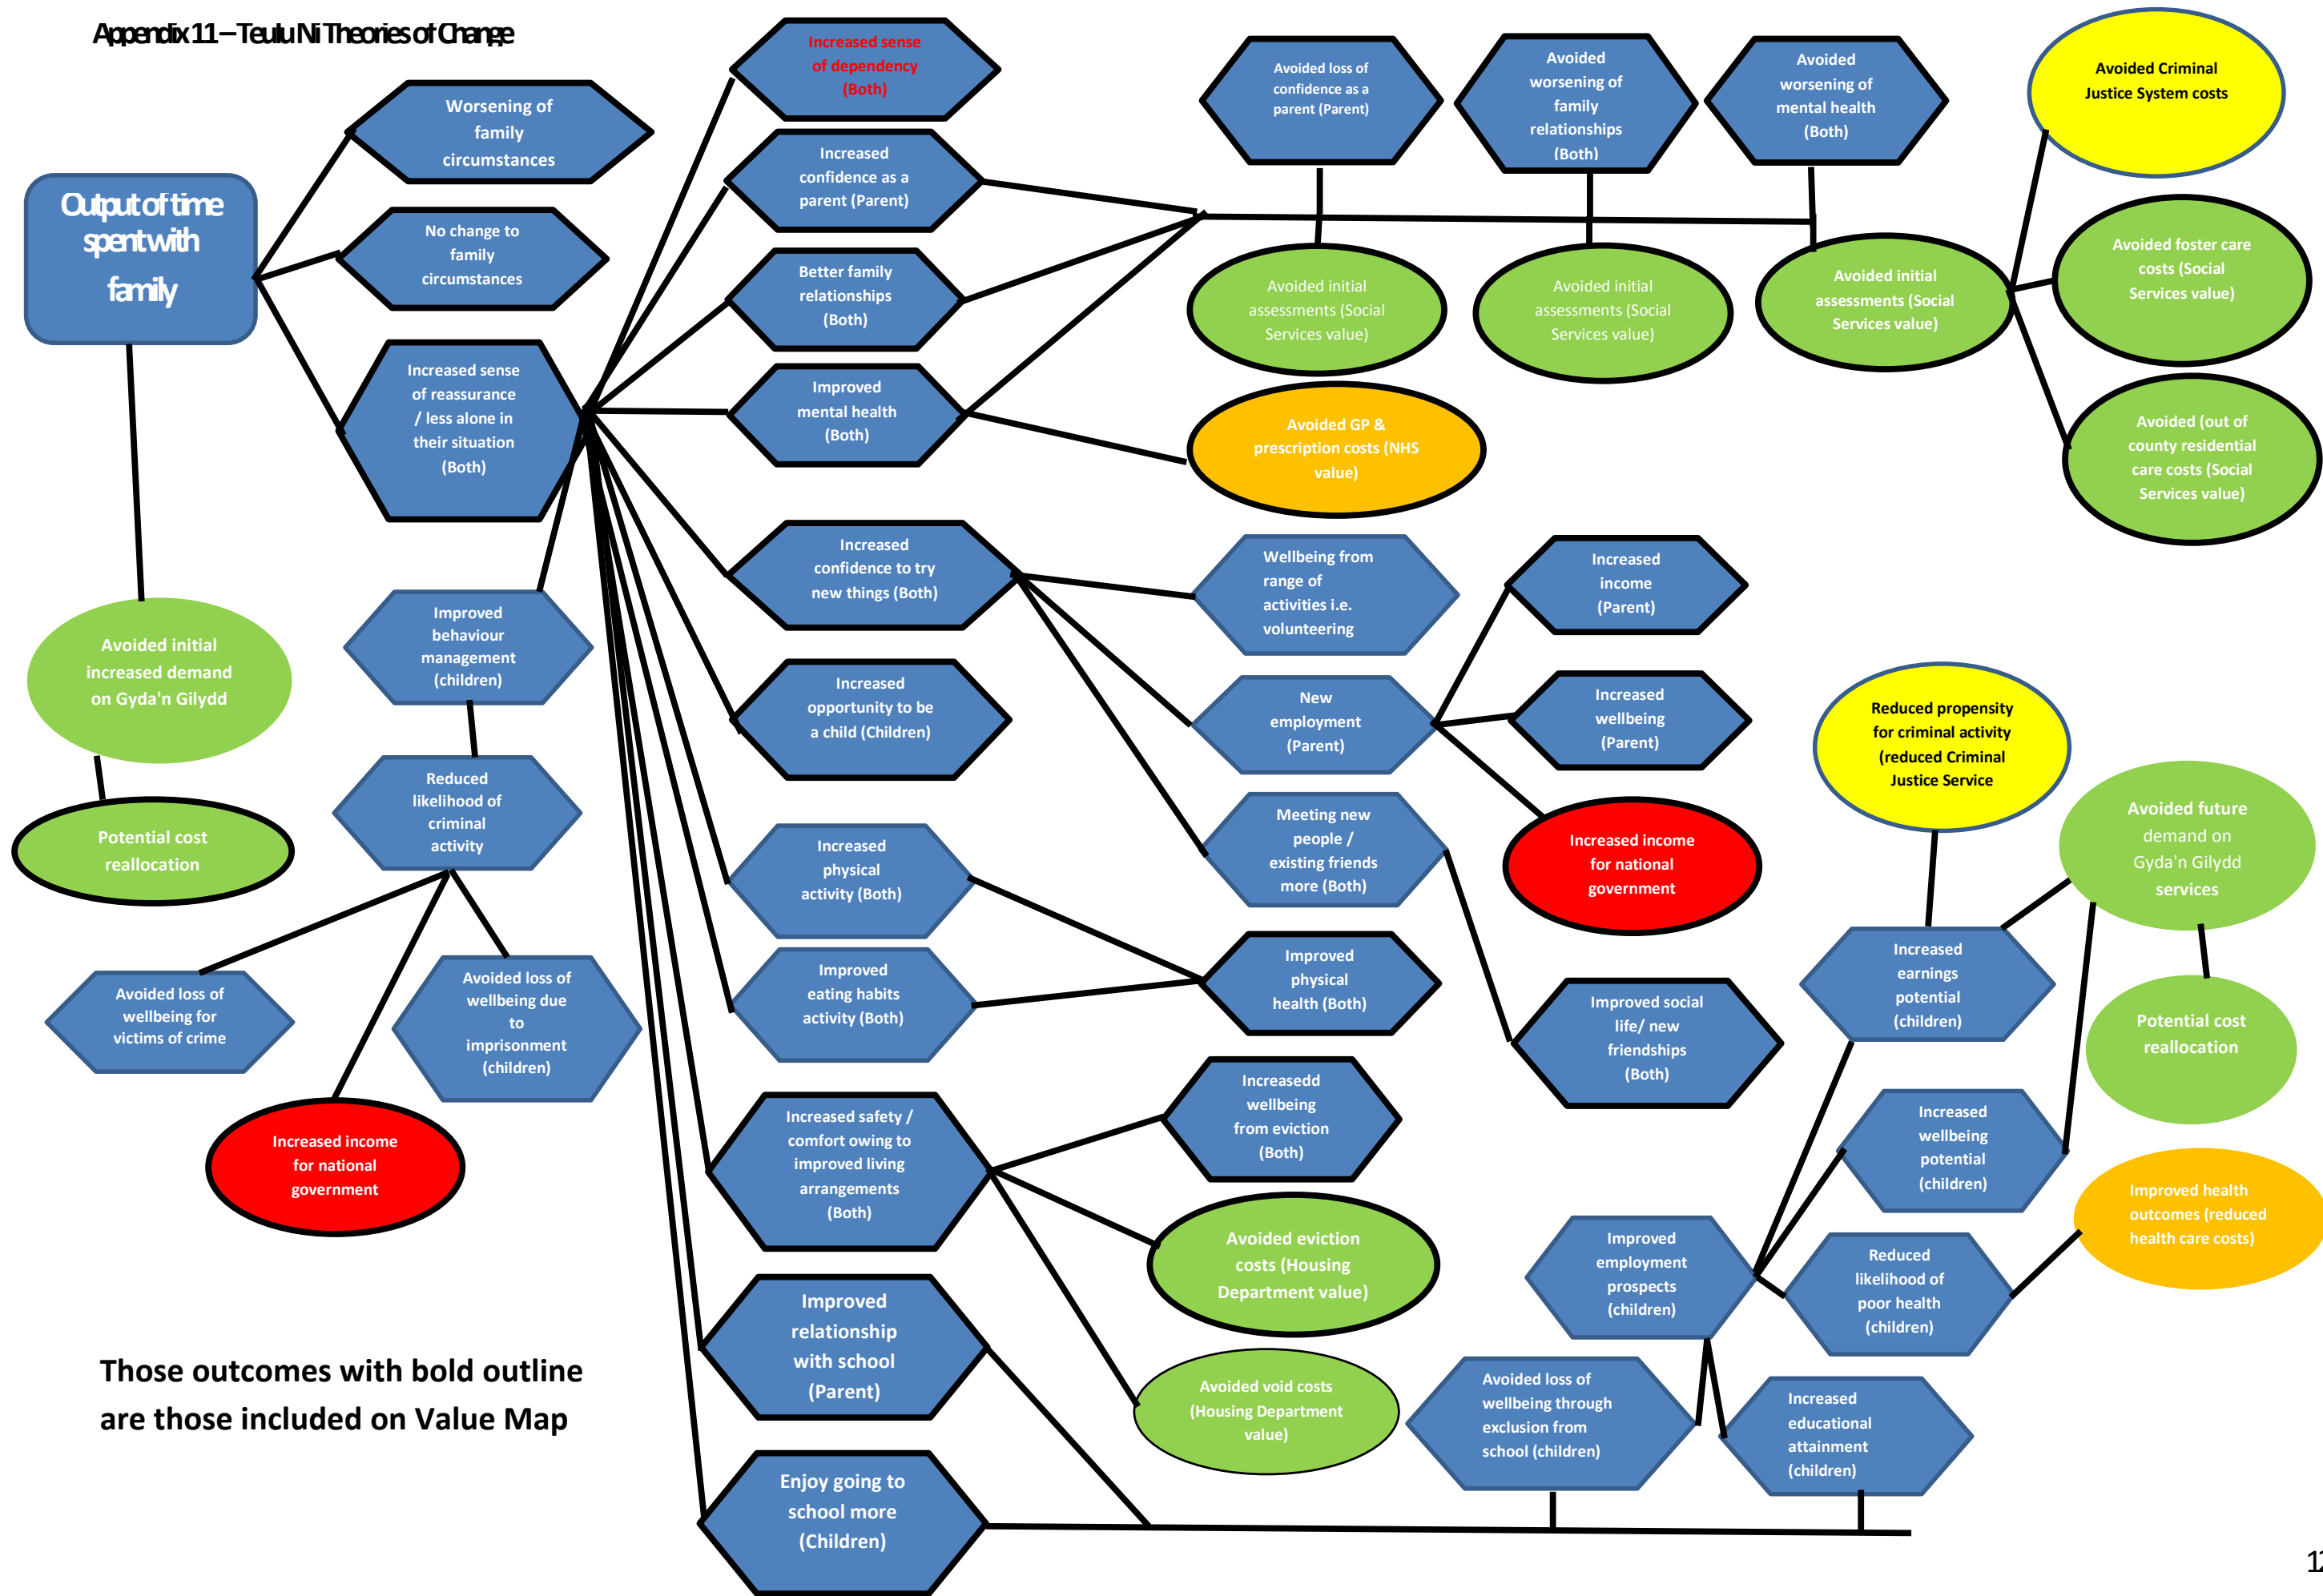 Appendix 11 – Teulu Ni Theories of Change
Output of time
spent with
family
Worsening of
family
circumstances
No change to
family
circumstances
Increased sense
of reassurance
/ less alone in
their situation
(Both)
Increased sense
of dependency
(Both)
Increased
confidence as a
parent (Parent)
Better family
relationships
(Both)
Improved
mental health
(Both)
Avoided loss of
confidence as a
parent (Parent)
Avoided
worsening of
family
relationships
(Both)
Avoided
worsening of
mental health
(Both)
Avoided Criminal
Justice System costs
Avoided initial
assessments (Social
Services value)
Avoided initial
assessments (Social
Services value)
Avoided initial
assessments (Social
Services value)
Avoided foster care
costs (Social
Services value)
Avoided GP &
prescription costs (NHS
value)
Avoided (out of
county residential
care costs (Social
Services value)
Avoided initial
increased demand
on Gyda'n Gilydd
Potential cost
reallocation
Improved
behaviour
management
(children)
Reduced
likelihood of
criminal
activity
Avoided loss of
wellbeing for
victims of crime
Avoided loss of
wellbeing due
to
imprisonment
(children)
Increased income
for national
government
Increased
confidence to try
new things (Both)
Increased
opportunity to be
a child (Children)
Increased
physical
activity (Both)
Improved
eating habits
activity (Both)
Increased safety /
comfort owing to
improved living
arrangements
(Both)
Improved
relationship
with school
(Parent)
Enjoy going to
school more
(Children)
Wellbeing from
range of
activities i.e.
volunteering
New
employment
(Parent)
Meeting new
people /
existing friends
more (Both)
Improved
physical
health (Both)
Increasedd
wellbeing
from eviction
(Both)
Avoided eviction
costs (Housing
Department value)
Avoided void costs
(Housing Department
value)
Increased
income
(Parent)
Increased
wellbeing
(Parent)
Increased income
for national
government
Improved social
life/ new
friendships
(Both)
Reduced propensity
for criminal activity
(reduced Criminal
Justice Service
Avoided future
demand on
Gyda'n Gilydd
services
Increased
earnings
potential
(children)
Potential cost
reallocation
Increased
wellbeing
potential
(children)
Improved health
outcomes (reduced
health care costs)
Improved
employment
prospects
(children)
Reduced
likelihood of
poor health
(children)
Avoided loss of
wellbeing through
exclusion from
school (children)
Increased
educational
attainment
(children)
Those outcomes with bold outline
are those included on Value Map